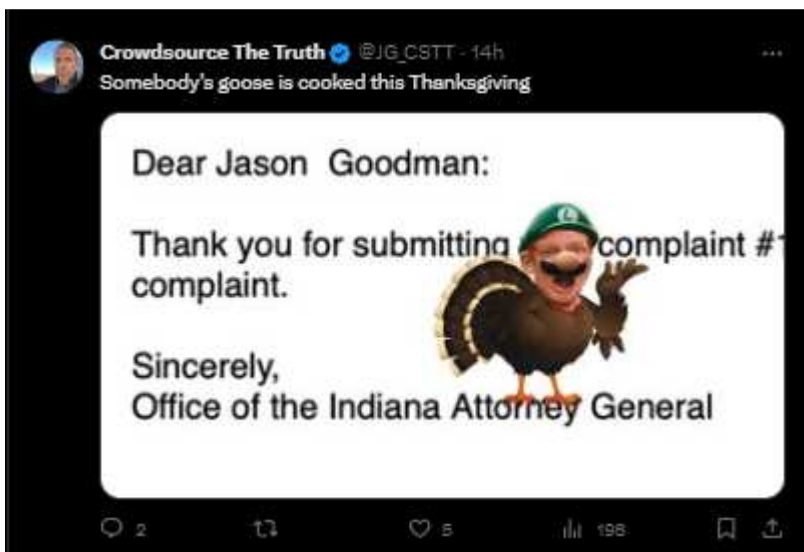 Crowdsource The Truth @JG_CSTT · 14h
Somebody's goose is cooked this Thanksgiving
Dear Jason Goodman:
Thank you for submitting complaint #1
complaint.
Sincerely,
Office of the Indiana Attorney General
2 5 198